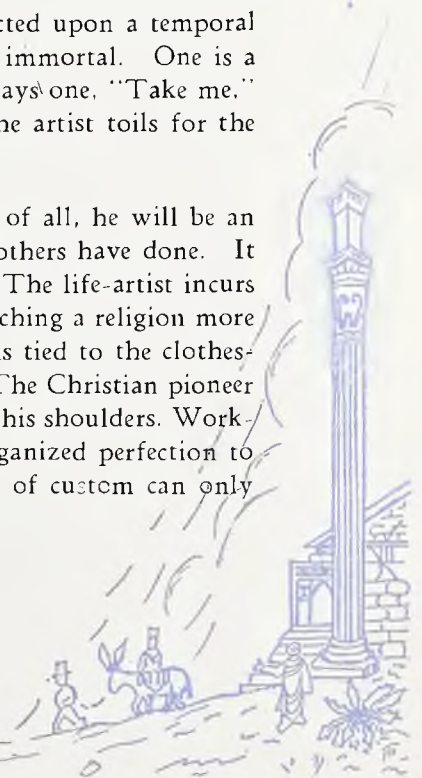 cted upon a temporal
immortal. One is a
ays one, "Take me,"
he artist toils for the
of all, he will be an
others have done. It
The life-artist incurs
ching a religion more
s tied to the clothes-
The Christian pioneer
his shoulders. Work-
ganized perfection to
of custom can only